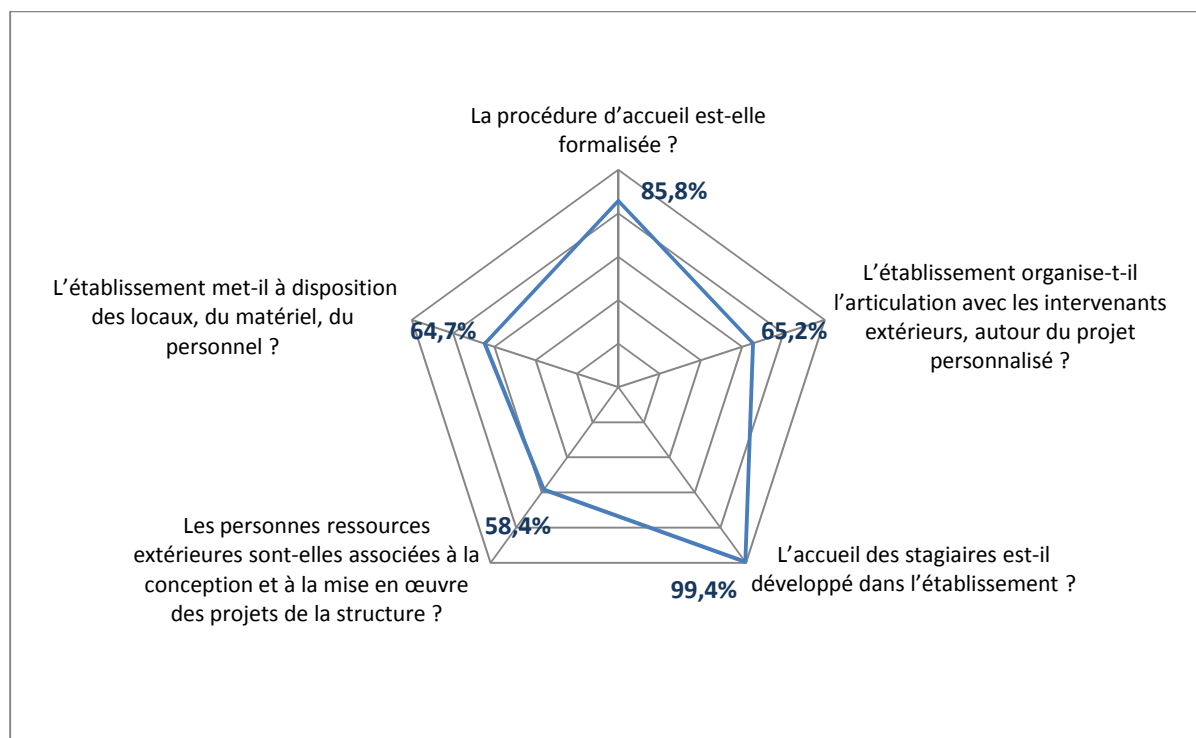 La procédure d’accueil est-elle
formalisée ?
85,8%
L’établissement organise-t-il
l’articulation avec les intervenants
extérieurs, autour du projet
personnalisé ?
65,2%
L’accueil des stagiaires est-il
développé dans l’établissement ?
99,4%
Les personnes ressources
extérieures sont-elles associées à la
conception et à la mise en œuvre
des projets de la structure ?
58,4%
L’établissement met-il à disposition
des locaux, du matériel, du
personnel ?
64,7%